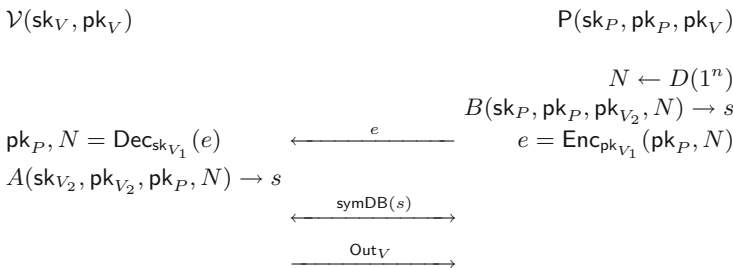 𝒱(sk_V, pk_V) P(sk_P, pk_P, pk_V)
N ← D(1^n)
B(sk_P, pk_P, pk_{V_2}, N) → s
pk_P, N = Dec_{sk_{V_1}}(e) e e = Enc_{pk_{V_1}}(pk_P, N)
A(sk_{V_2}, pk_{V_2}, pk_P, N) → s
symDB(s)
Out_V